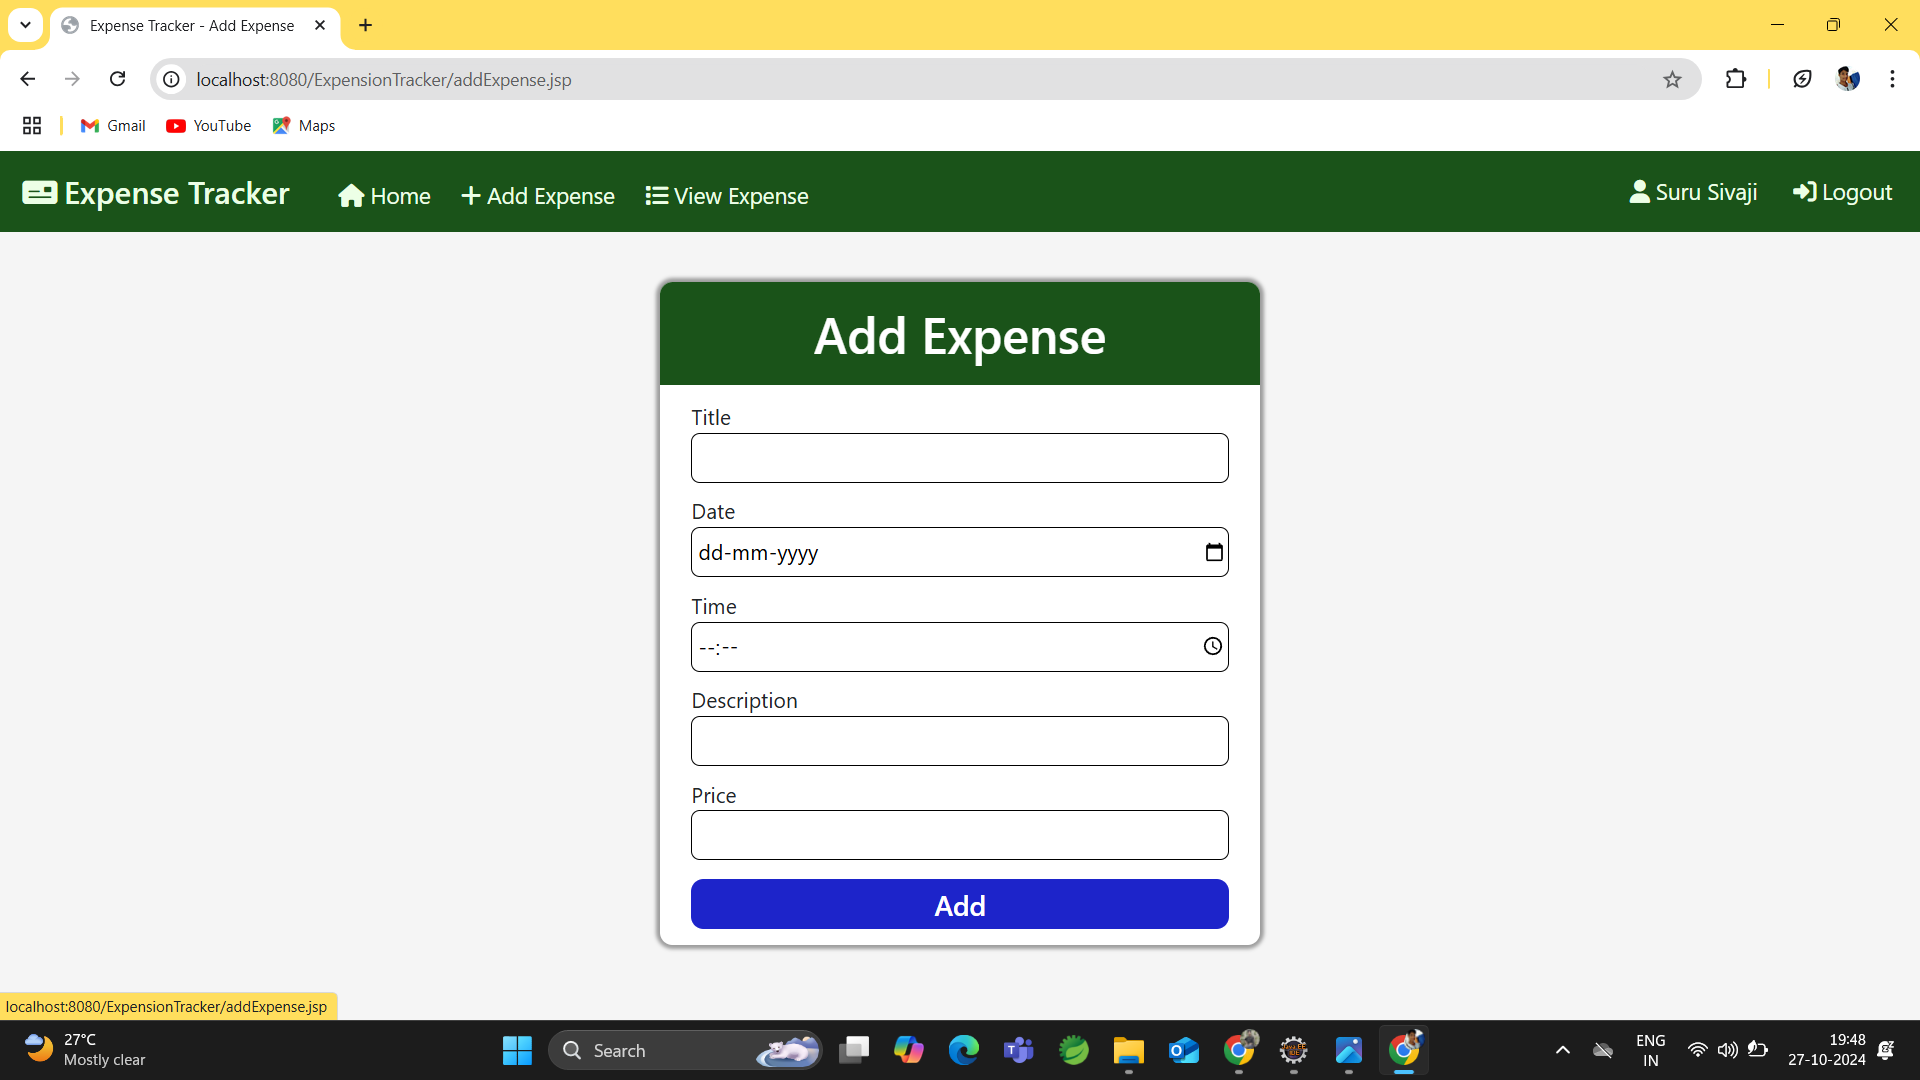 Expense Tracker - Add Expense
localhost:8080/ExpensionTracker/addExpense.jsp
Gmail YouTube Maps
Expense Tracker Home Add Expense View Expense Suru Sivaji Logout
Add Expense
Title
Date
dd-mm-yyyy
Time
--:--
Description
Price
Add
localhost:8080/ExpensionTracker/addExpense.jsp
27°C
Mostly clear
Search
ENG
IN
19:48
27-10-2024